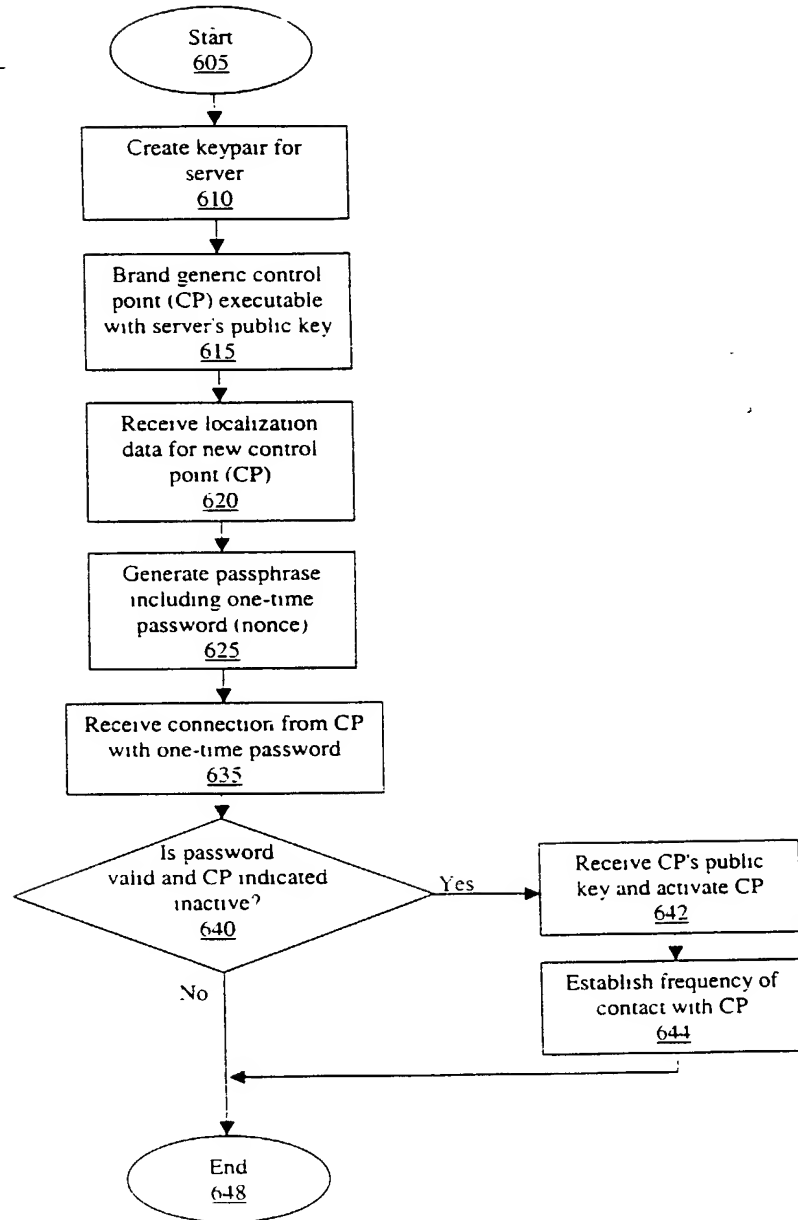 Start
605
Create keypair for
server
610
Brand generic control
point (CP) executable
with server's public key
615
Receive localization
data for new control
point (CP)
620
Generate passphrase
including one-time
password (nonce)
625
Receive connection from CP
with one-time password
635
Is password
valid and CP indicated
inactive?
640
Yes
Receive CP's public
key and activate CP
642
Establish frequency of
contact with CP
644
No
End
648